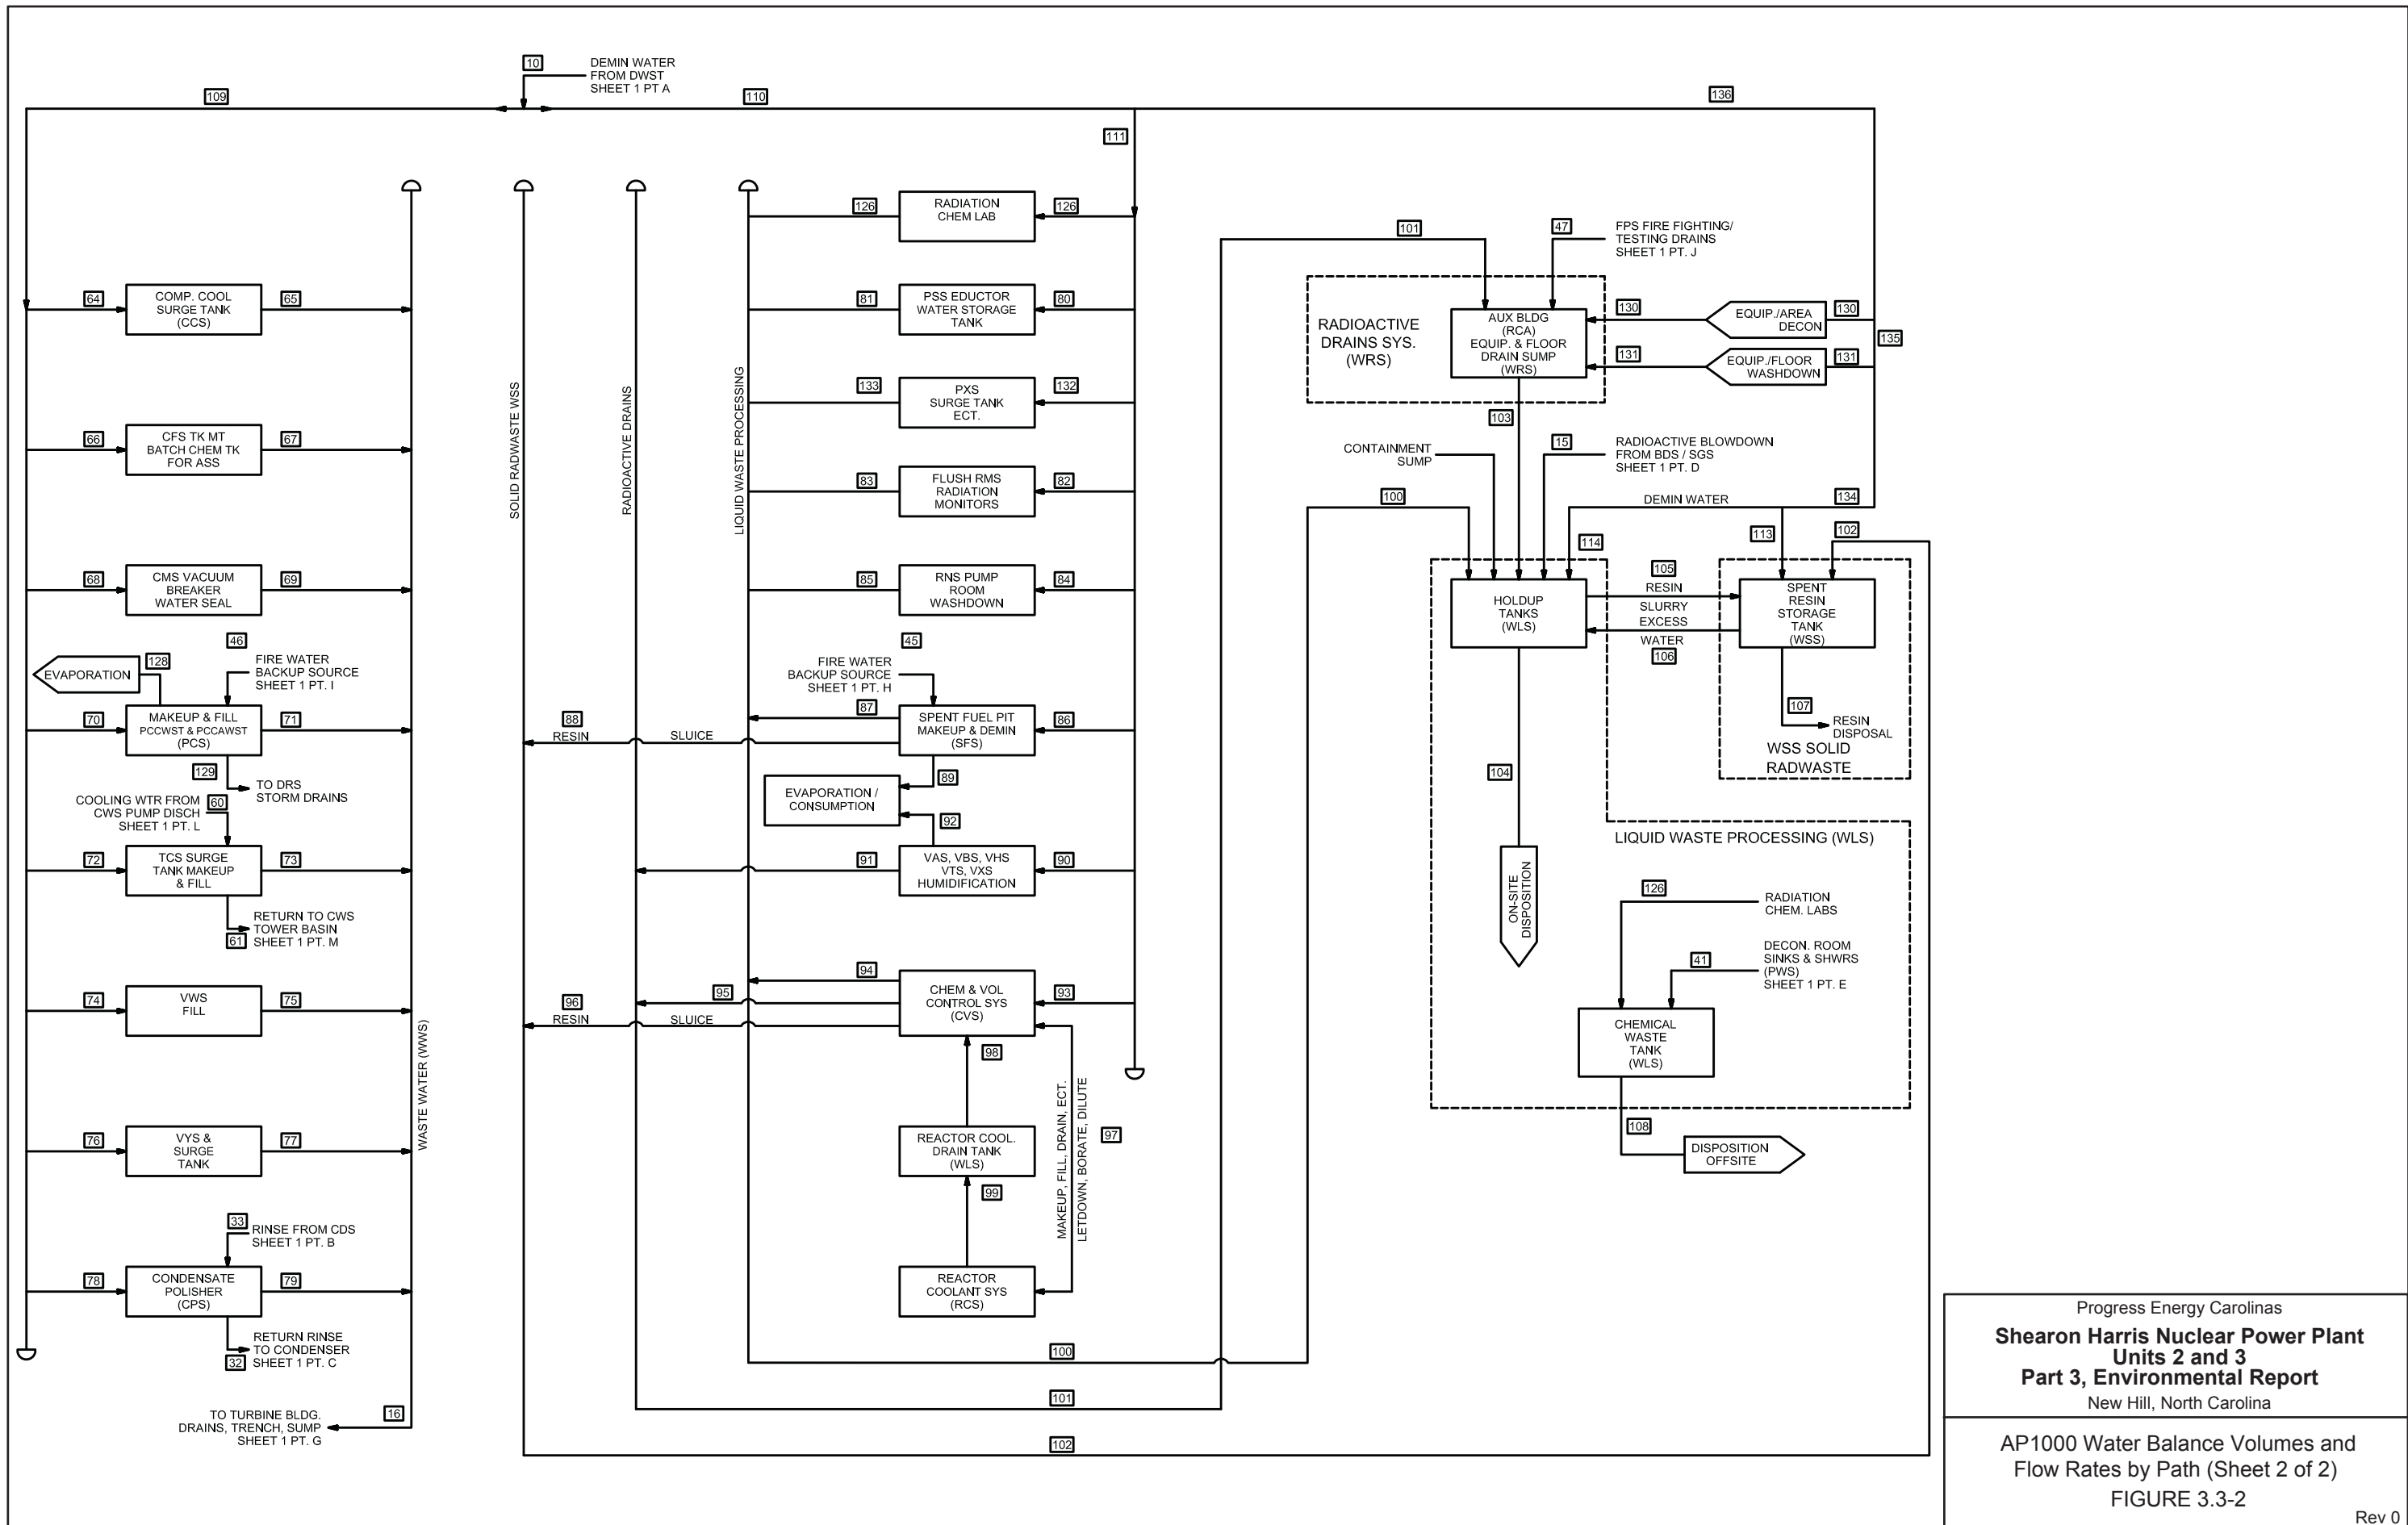 10
DEMIN WATER
FROM DWST
SHEET 1 PT A
109
110
136
111
135
SOLID RADWASTE WSS
RADIOACTIVE DRAINS
LIQUID WASTE PROCESSING
WASTE WATER (WWS)
64
COMP. COOL
SURGE TANK
(CCS)
65
66
CFS TK MT
BATCH CHEM TK
FOR ASS
67
68
CMS VACUUM
BREAKER
WATER SEAL
69
46
FIRE WATER
BACKUP SOURCE
SHEET 1 PT. I
128
EVAPORATION
70
MAKEUP & FILL
PCCWST & PCCAWST
(PCS)
71
129
TO DRS
STORM DRAINS
COOLING WTR FROM
CWS PUMP DISCH
SHEET 1 PT. L
60
72
TCS SURGE
TANK MAKEUP
& FILL
73
RETURN TO CWS
TOWER BASIN
SHEET 1 PT. M
61
74
VWS
FILL
75
76
VYS &
SURGE
TANK
77
33
RINSE FROM CDS
SHEET 1 PT. B
78
CONDENSATE
POLISHER
(CPS)
79
RETURN RINSE
TO CONDENSER
SHEET 1 PT. C
32
TO TURBINE BLDG.
DRAINS, TRENCH, SUMP
SHEET 1 PT. G
16
126
RADIATION
CHEM LAB
126
81
PSS EDUCTOR
WATER STORAGE
TANK
80
133
PXS
SURGE TANK
ECT.
132
83
FLUSH RMS
RADIATION
MONITORS
82
85
RNS PUMP
ROOM
WASHDOWN
84
45
FIRE WATER
BACKUP SOURCE
SHEET 1 PT. H
87
SPENT FUEL PIT
MAKEUP & DEMIN
(SFS)
86
88
RESIN
SLUICE
89
EVAPORATION /
CONSUMPTION
92
91
VAS, VBS, VHS
VTS, VXS
HUMIDIFICATION
90
94
CHEM & VOL
CONTROL SYS
(CVS)
93
95
96
RESIN
SLUICE
98
REACTOR COOL.
DRAIN TANK
(WLS)
99
MAKEUP, FILL, DRAIN, ECT.
LETDOWN, BORATE, DILUTE
97
REACTOR
COOLANT SYS
(RCS)
100
101
102
101
47
FPS FIRE FIGHTING/
TESTING DRAINS
SHEET 1 PT. J
RADIOACTIVE
DRAINS SYS.
(WRS)
AUX BLDG
(RCA)
EQUIP. & FLOOR
DRAIN SUMP
(WRS)
130
EQUIP./AREA
DECON
130
131
EQUIP./FLOOR
WASHDOWN
131
103
CONTAINMENT
SUMP
15
RADIOACTIVE BLOWDOWN
FROM BDS / SGS
SHEET 1 PT. D
100
DEMIN WATER
134
102
113
114
HOLDUP
TANKS
(WLS)
105
RESIN
SLURRY
EXCESS
WATER
106
SPENT
RESIN
STORAGE
TANK
(WSS)
107
RESIN
DISPOSAL
WSS SOLID
RADWASTE
104
ON-SITE
DISPOSITION
LIQUID WASTE PROCESSING (WLS)
126
RADIATION
CHEM. LABS
41
DECON. ROOM
SINKS & SHWRS
(PWS)
SHEET 1 PT. E
CHEMICAL
WASTE
TANK
(WLS)
108
DISPOSITION
OFFSITE
Progress Energy Carolinas
Shearon Harris Nuclear Power Plant
Units 2 and 3
Part 3, Environmental Report
New Hill, North Carolina
AP1000 Water Balance Volumes and
Flow Rates by Path (Sheet 2 of 2)
FIGURE 3.3-2
Rev 0